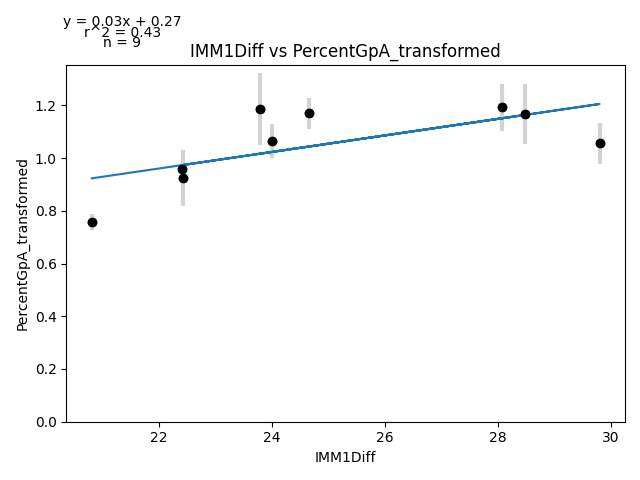 y = 0.03x + 0.27
r^2 = 0.43
n = 9
IMM1Diff vs PercentGpA_transformed
PercentGpA_transformed
1.2
1.0
0.8
0.6
0.4
0.2
0.0
22
24
26
28
30
IMM1Diff